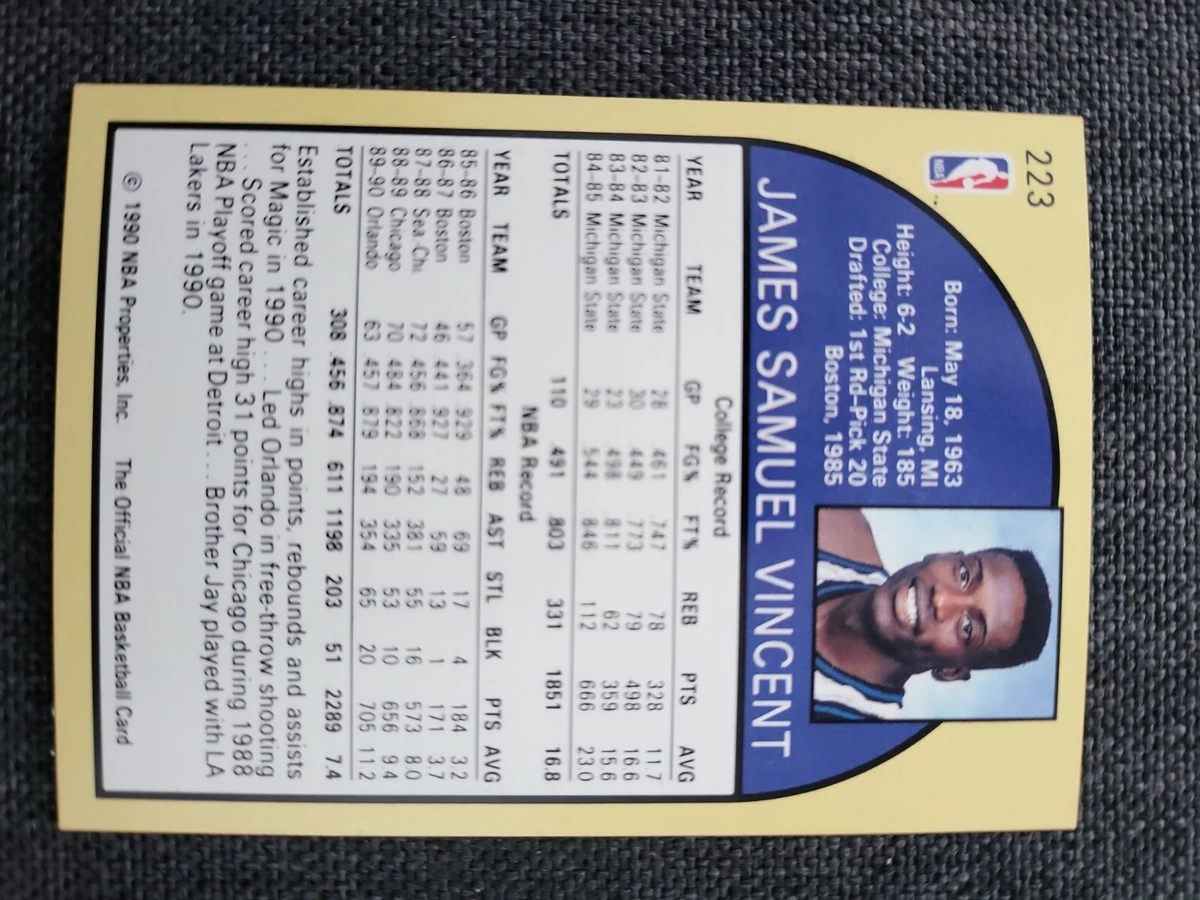 223
NBA
Born: May 18, 1963
Lansing, MI
Height: 6-2 Weight: 185
College: Michigan State
Drafted: 1st Rd-Pick 20
Boston, 1985
JAMES SAMUEL VINCENT
College Record
YEAR TEAM GP FG% FT% REB PTS AVG
81-82 Michigan State 28 .461 .747 78 328 11.7
82-83 Michigan State 30 .449 .773 79 498 16.6
83-84 Michigan State 23 .498 .811 62 359 15.6
84-85 Michigan State 29 .544 .846 112 666 23.0
TOTALS 110 .491 .803 331 1851 16.8
NBA Record
YEAR TEAM GP FG% FT% REB AST STL BLK PTS AVG
85-86 Boston 57 .364 .929 48 69 17 4 184 3.2
86-87 Boston 46 .441 .927 27 59 13 1 171 3.7
87-88 Sea.-Chi. 72 .456 .868 152 381 55 16 573 8.0
88-89 Chicago 70 .484 .822 190 335 53 10 656 9.4
89-90 Orlando 63 .457 .879 194 354 65 20 705 11.2
TOTALS 308 .456 .874 611 1198 203 51 2289 7.4
Established career highs in points, rebounds and assists
for Magic in 1990 . . . Led Orlando in free-throw shooting
. . . Scored career high 31 points for Chicago during 1988
NBA Playoff game at Detroit . . . Brother Jay played with LA
Lakers in 1990.
© 1990 NBA Properties, Inc. The Official NBA Basketball Card